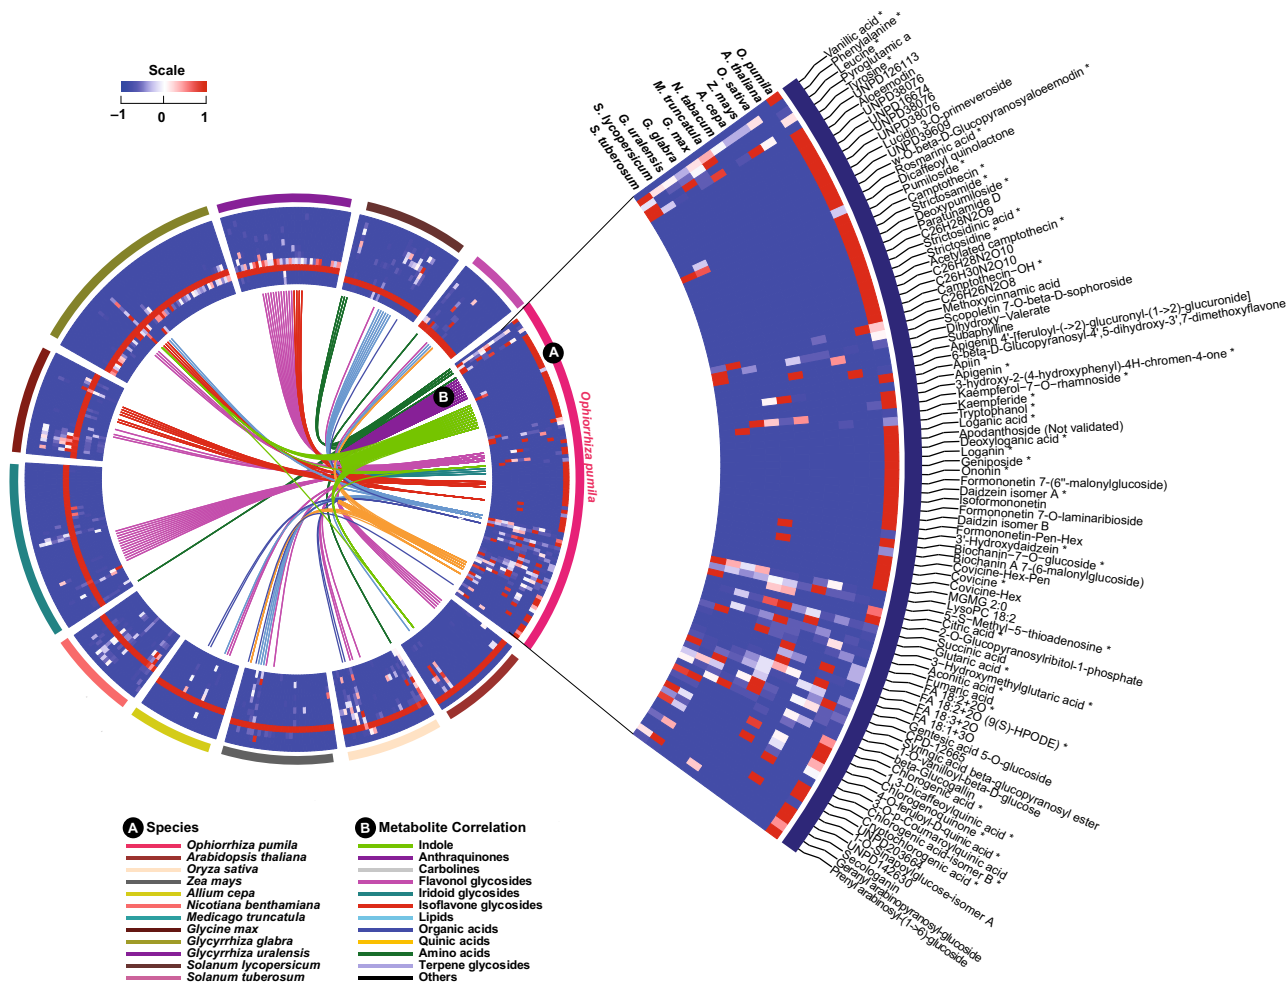 Scale
−1 0 1
S. tuberosum
S. lycopersicum
G. uralensis
G. glabra
G. max
M. truncatula
N. tabacum
A. cepa
Z. mays
O. sativa
A. thaliana
O. pumila
Vanillic acid *
Phenylalanine *
Leucine *
Pyroglutamic a
Tyrosine *
UNPD126113
Aloeemodin
UNPD38076
UNPD16674
UNPD38076
UNPD38076
UNPD39609
Lucidin 3-O-primeveroside
w-O-beta-D-Glucopyranosyaloeemodin *
Rosmarinic acid *
Dicaffeoyl quinolactone
Pumiloside *
Camptothecin *
Strictosamide *
Deoxypumiloside *
Paratunamide D
C26H28N2O9
Strictosidinic acid *
Strictosidine *
Acetylated camptothecin *
C26H28N2O10
C26H30N2O10
Camptothecin−OH *
C26H26N2O8
Methoxycinnamic acid
Scopoletin 7-O-beta-D-sophoroside
Dihydroxy−Valerate
Subaphylline
Apigenin 4'-[feruloyl-(->2)-glucuronyl-(1->2)-glucuronide]
6-beta-D-Glucopyranosyl-4',5-dihydroxy-3',7-dimethoxyflavone
Apiin *
Apigenin *
3-hydroxy-2-(4-hydroxyphenyl)-4H-chromen-4-one *
Kaempferol−7−O−rhamnoside *
Kaempferide *
Tryptophanol *
Loganic acid *
Apodanthoside (Not validated)
Deoxyloganic acid *
Loganin *
Geniposide *
Ononin *
Formononetin 7-(6"-malonylglucoside)
Daidzein isomer A *
Isoformononetin
Formononetin 7-O-laminaribioside
Daidzin isomer B
Formononetin-Pen-Hex
3'-Hydroxydaidzein *
Biochanin−7−O−glucoside *
Biochanin A 7-(6-malonylglucoside)
Covicine-Hex-Pen
Covicine *
Covicine-Hex
MGMG 2:0
LysoPC 18:2
5'−S−Methyl−5−thioadenosine *
Citric acid *
2-O-Glucopyranosylribitol-1-phosphate
Succinic acid
Glutaric acid *
3−Hydroxymethylglutaric acid *
Aconitic acid *
Fumaric acid
FA 18:2+2O *
FA 18:2+2O (9(S)-HPODE) *
FA 18:3+2O
FA 18:1+3O
Gentesic acid 5-O-glucoside
CPD-12665
Syringic acid beta-glucopyranosyl ester
1-O-vanilloyl-beta-D-glucose
beta-Glucogallin
Chlorogenic acid *
1,3-Dicaffeoylquinic acid *
Chlorogenoquinone *
4-O-feruloyl-D-quinic acid *
3-O-p-Coumaroylquinic acid
Chlorogenic acid-isomer B *
Cryptochlorogenic acid *
UNPD203664
1-O-Sinapoylglucose-isomer A
UNPD142630
Secologanin
Geranyl arabinopyranosyl-glucoside
Prenyl arabinosyl-(1->6)-glucoside
A
B
Ophiorrhiza pumila
A Species
Ophiorrhiza pumila
Arabidopsis thaliana
Oryza sativa
Zea mays
Allium cepa
Nicotiana benthamiana
Medicago truncatula
Glycine max
Glycyrrhiza glabra
Glycyrrhiza uralensis
Solanum lycopersicum
Solanum tuberosum
B Metabolite Correlation
Indole
Anthraquinones
Carbolines
Flavonol glycosides
Iridoid glycosides
Isoflavone glycosides
Lipids
Organic acids
Quinic acids
Amino acids
Terpene glycosides
Others